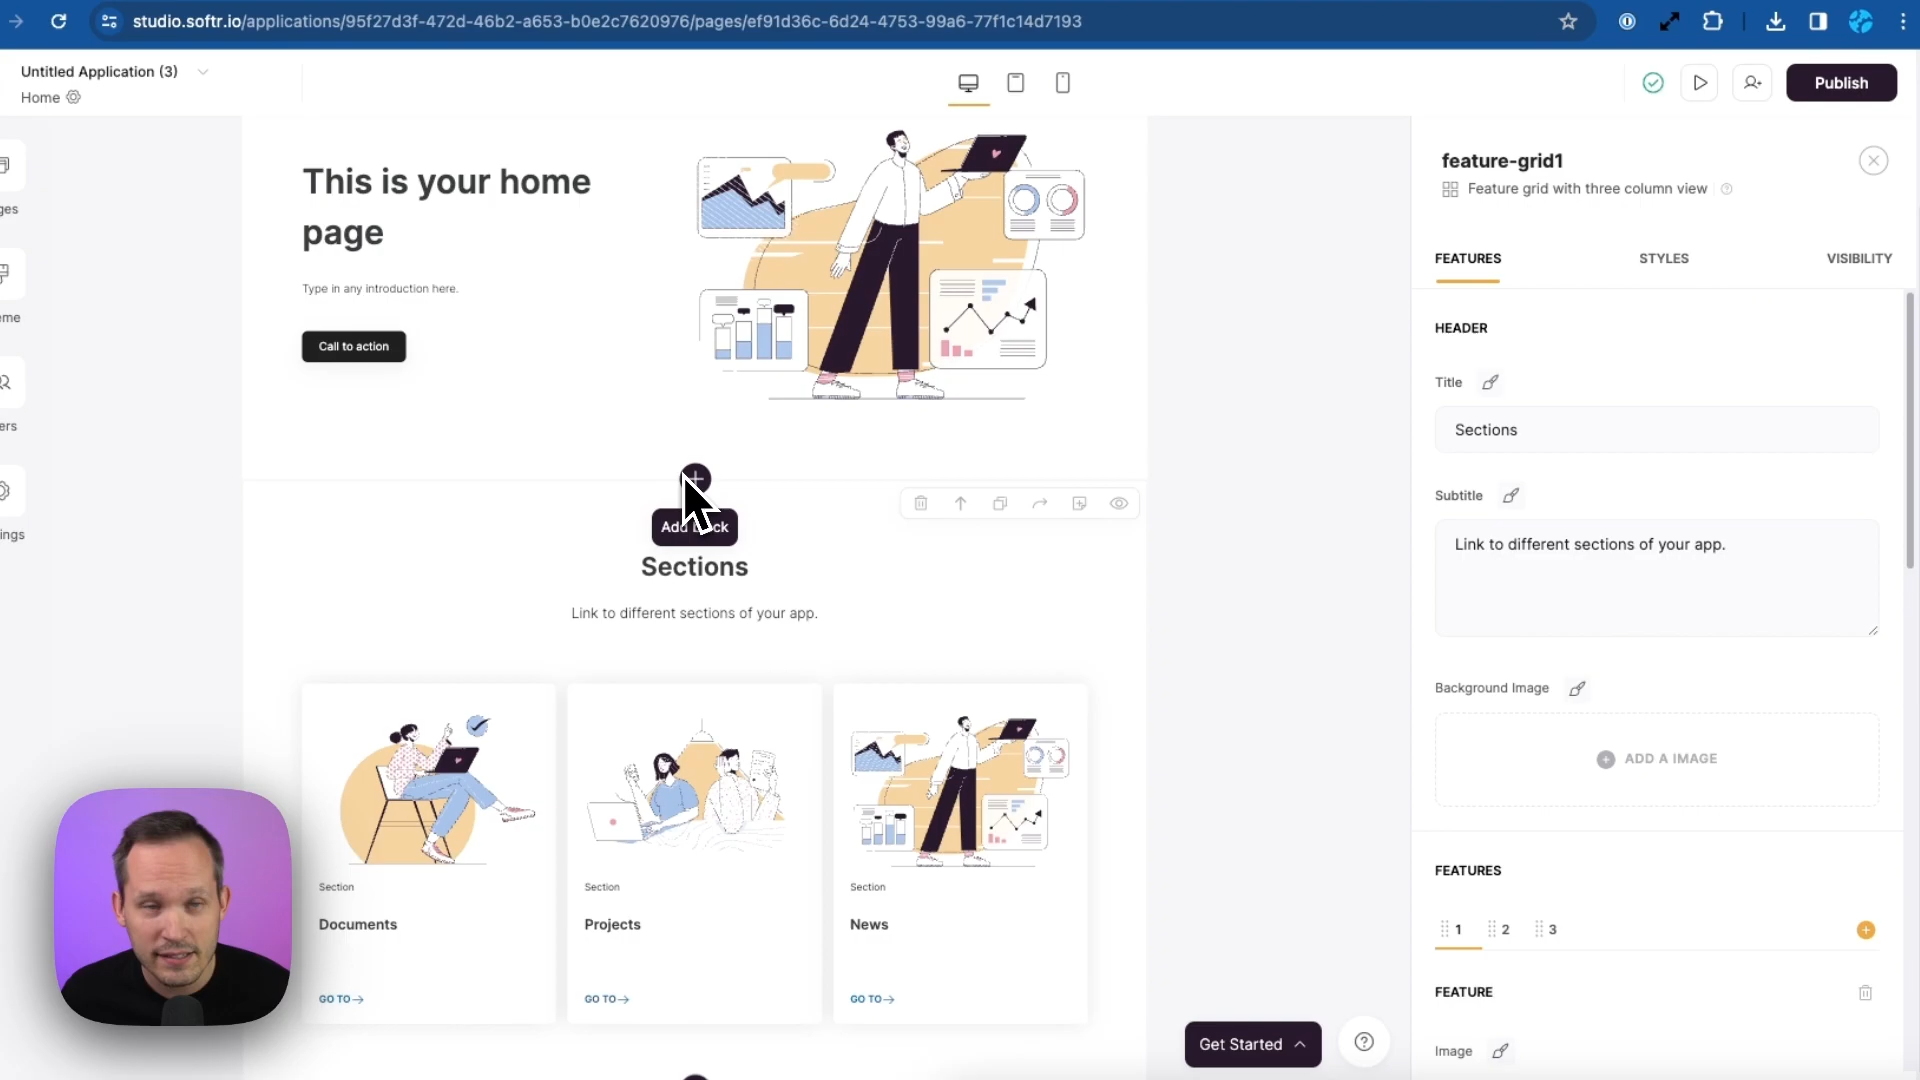 studio.softr.io/applications/95f27d3f-472d-46b2-a653-b0e2c7620976/pages/ef91d36c-6d24-4753-99a6-77f1c14d7193
Untitled Application (3)
Home
Publish
ges
eme
ers
ings
This is your home
page
Type in any introduction here.
Call to action
Add
ck
Sections
Link to different sections of your app.
Section
Documents
GO TO
Section
Projects
GO TO
Section
News
GO TO
Get Started
feature-grid1
Feature grid with three column view
FEATURES
STYLES
VISIBILITY
HEADER
Title
Sections
Subtitle
Link to different sections of your app.
Background Image
ADD A IMAGE
FEATURES
1
2
3
FEATURE
Image